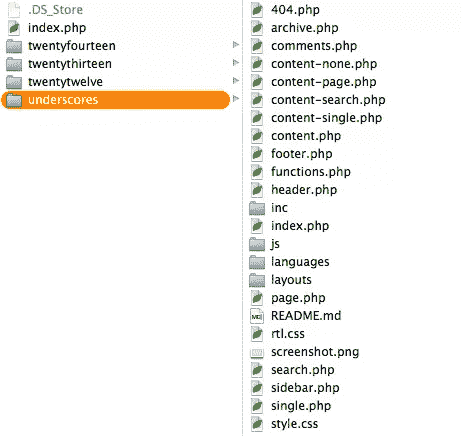 .DS_Store
index.php
twentyfourteen
twentythirteen
twentytwelve
underscores
404.php
archive.php
comments.php
content-none.php
content-page.php
content-search.php
content-single.php
content.php
footer.php
functions.php
header.php
inc
index.php
js
languages
layouts
page.php
README.md
rtl.css
screenshot.png
search.php
sidebar.php
single.php
style.css